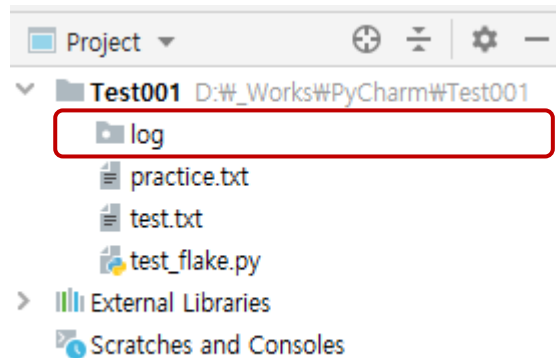 Project
Test001 D:₩_Works₩PyCharm₩Test001
log
practice.txt
test.txt
test_flake.py
External Libraries
Scratches and Consoles